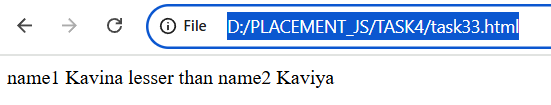 File D:/PLACEMENT_JS/TASK4/task33.html
name1 Kavina lesser than name2 Kaviya